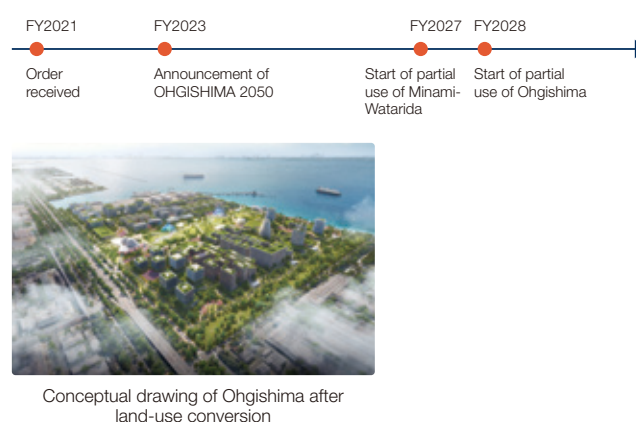 FY2021
FY2023
FY2027
FY2028
Order
received
Announcement of
OHGISHIMA 2050
Start of partial
use of Minami-
Watarida
Start of partial
use of Ohgishima
Conceptual drawing of Ohgishima after
land-use conversion